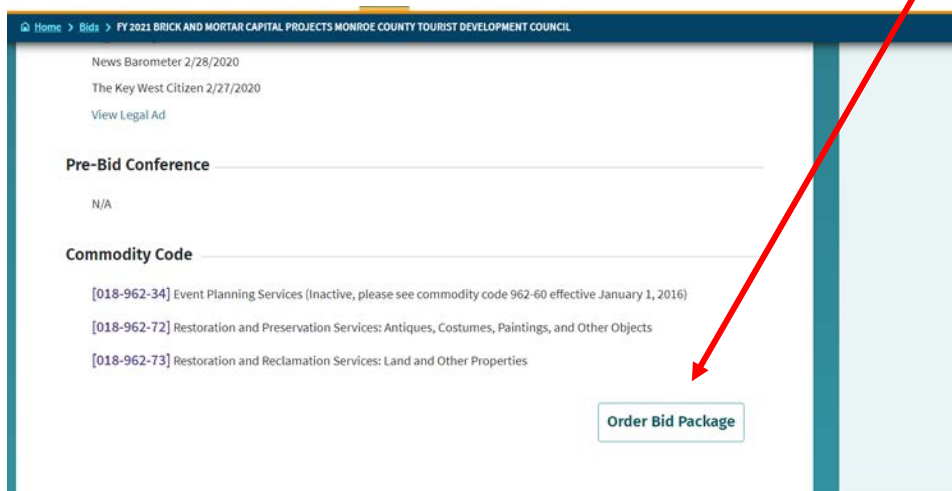 Home > Bids > FY 2021 BRICK AND MORTAR CAPITAL PROJECTS MONROE COUNTY TOURIST DEVELOPMENT COUNCIL
News Barometer 2/28/2020
The Key West Citizen 2/27/2020
View Legal Ad
Pre-Bid Conference
N/A
Commodity Code
[018-962-34] Event Planning Services (Inactive, please see commodity code 962-60 effective January 1, 2016)
[018-962-72] Restoration and Preservation Services: Antiques, Costumes, Paintings, and Other Objects
[018-962-73] Restoration and Reclamation Services: Land and Other Properties
Order Bid Package